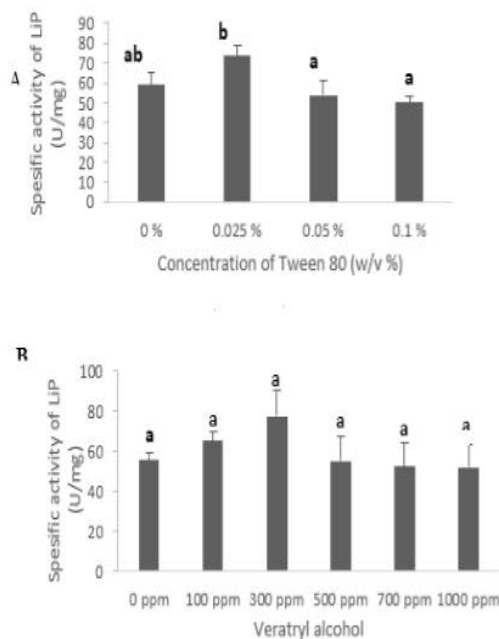 A
Spesific activity of LiP
(U/mg)
90
80
70
60
50
40
30
20
10
0
ab
b
a
a
0 %
0.025 %
0.05 %
0.1 %
Concentration of Tween 80 (w/v %)
B
Spesific activity of LiP
(U/mg)
100
80
60
40
20
0
a
a
a
a
a
a
0 ppm
100 ppm
300 ppm
500 ppm
700 ppm
1000 ppm
Veratryl alcohol